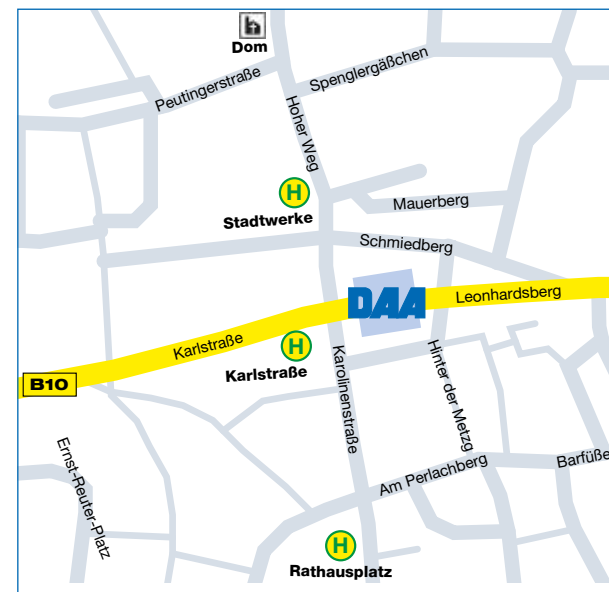 Dom
Spenglergäßchen
Peutingerstraße
Hoher Weg
H
Stadtwerke
Mauerberg
Schmiedberg
DAA
Leonhardsberg
Karlstraße
H
Karlstraße
B10
Karolinenstraße
Hinter der Metzg
Ernst-Reuter-Platz
Am Perlachberg
Barfüße
H
Rathausplatz